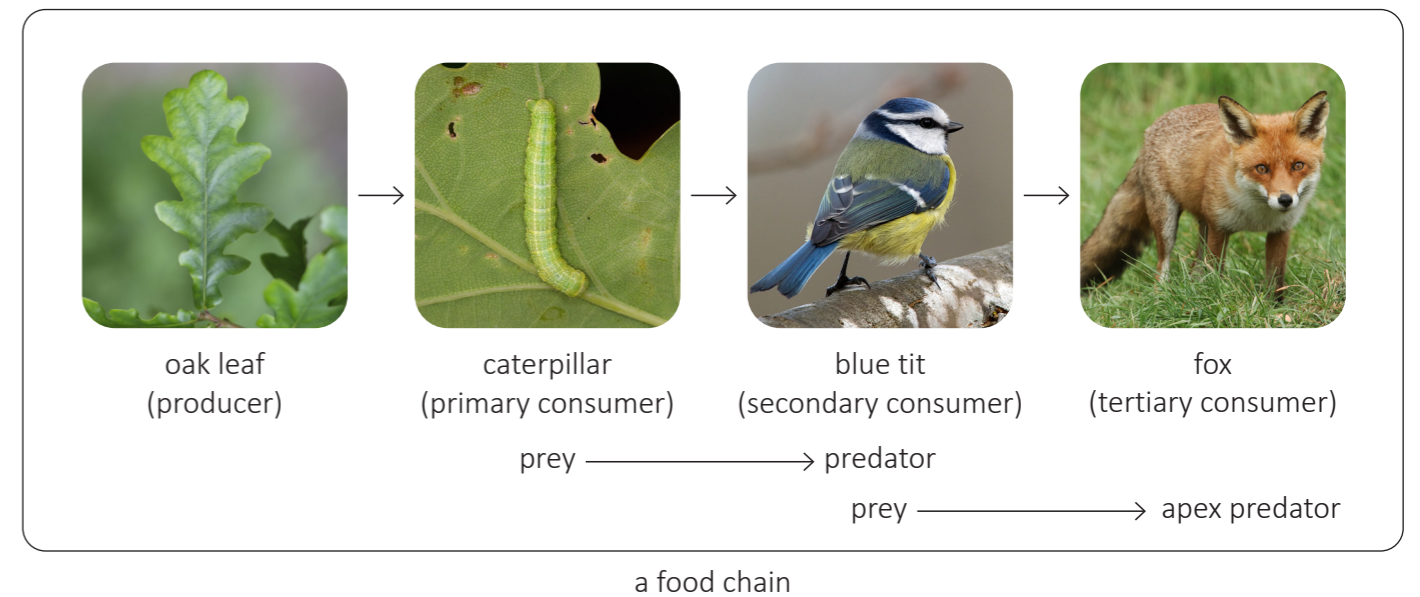 oak leaf
(producer)
caterpillar
(primary consumer)
blue tit
(secondary consumer)
fox
(tertiary consumer)
prey
predator
prey
apex predator
a food chain